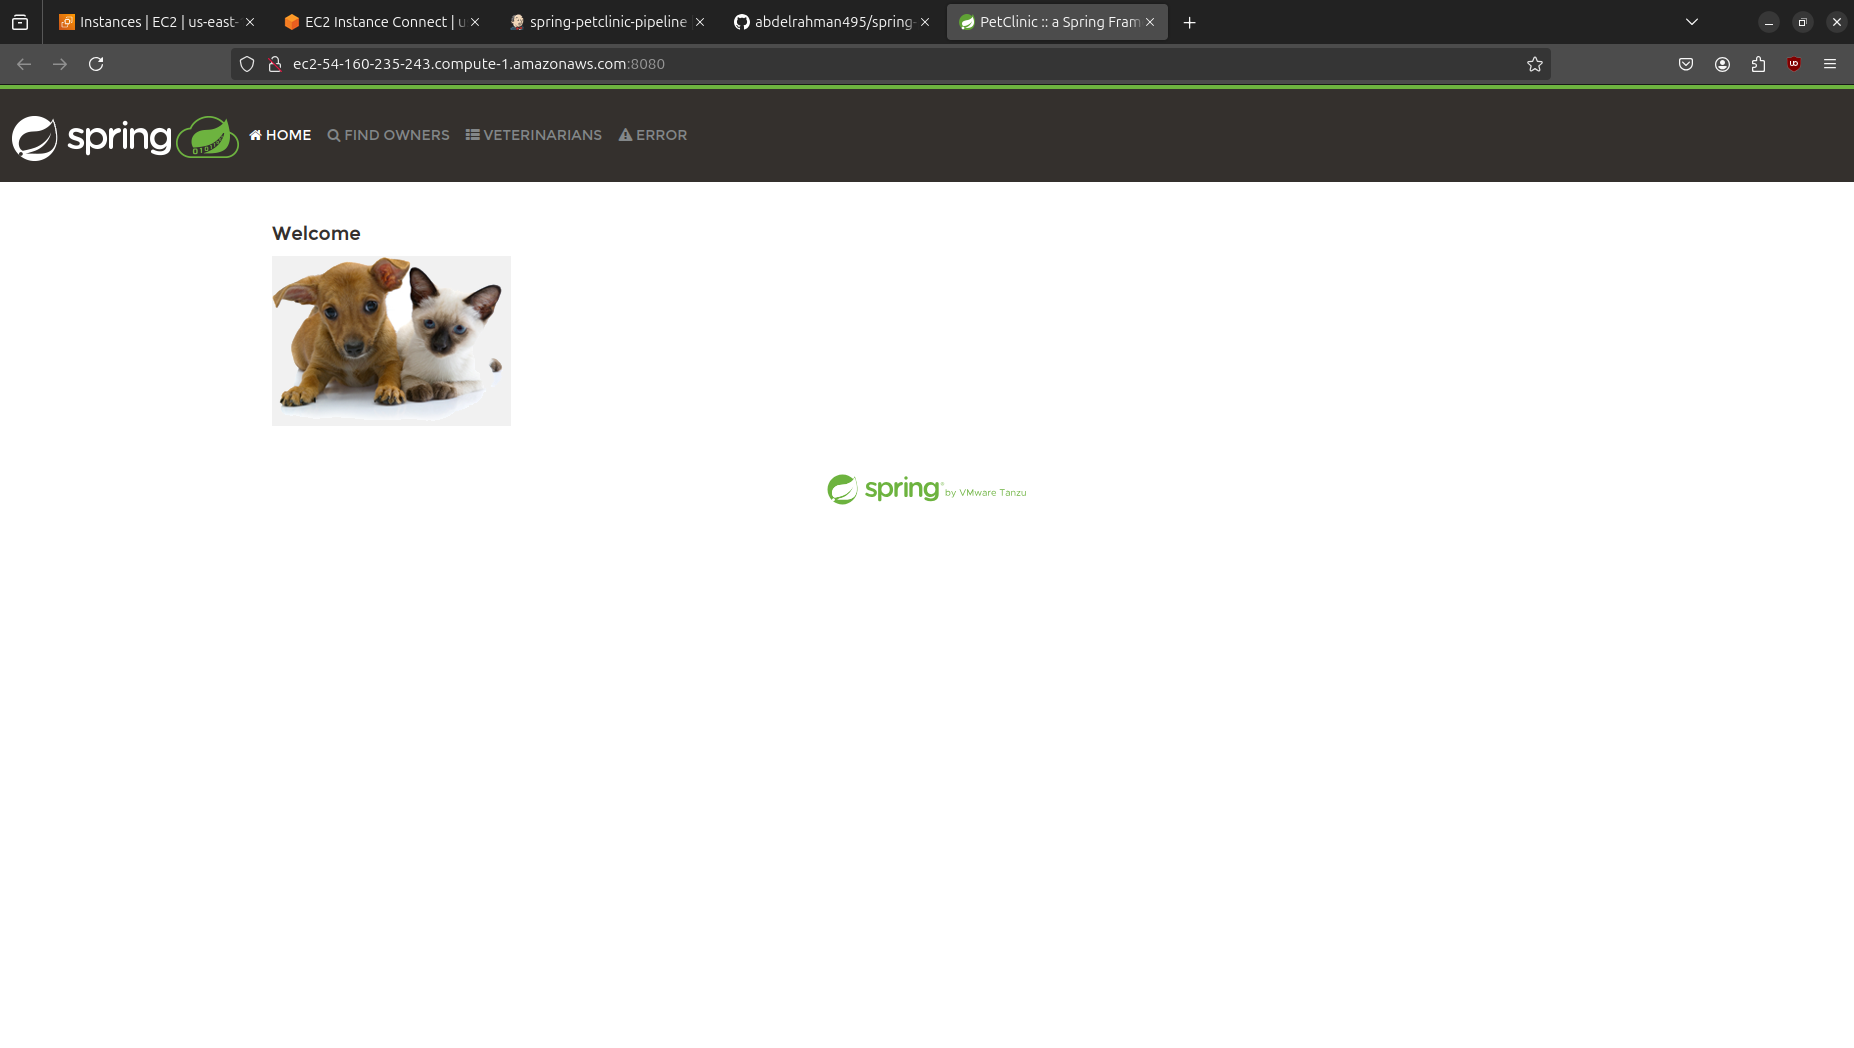 Instances | EC2 | us-east-
EC2 Instance Connect | u
spring-petclinic-pipeline
abdelrahman495/spring-
PetClinic :: a Spring Fram
ec2-54-160-235-243.compute-1.amazonaws.com:8080
spring
HOME
FIND OWNERS
VETERINARIANS
ERROR
Welcome
spring by VMware Tanzu